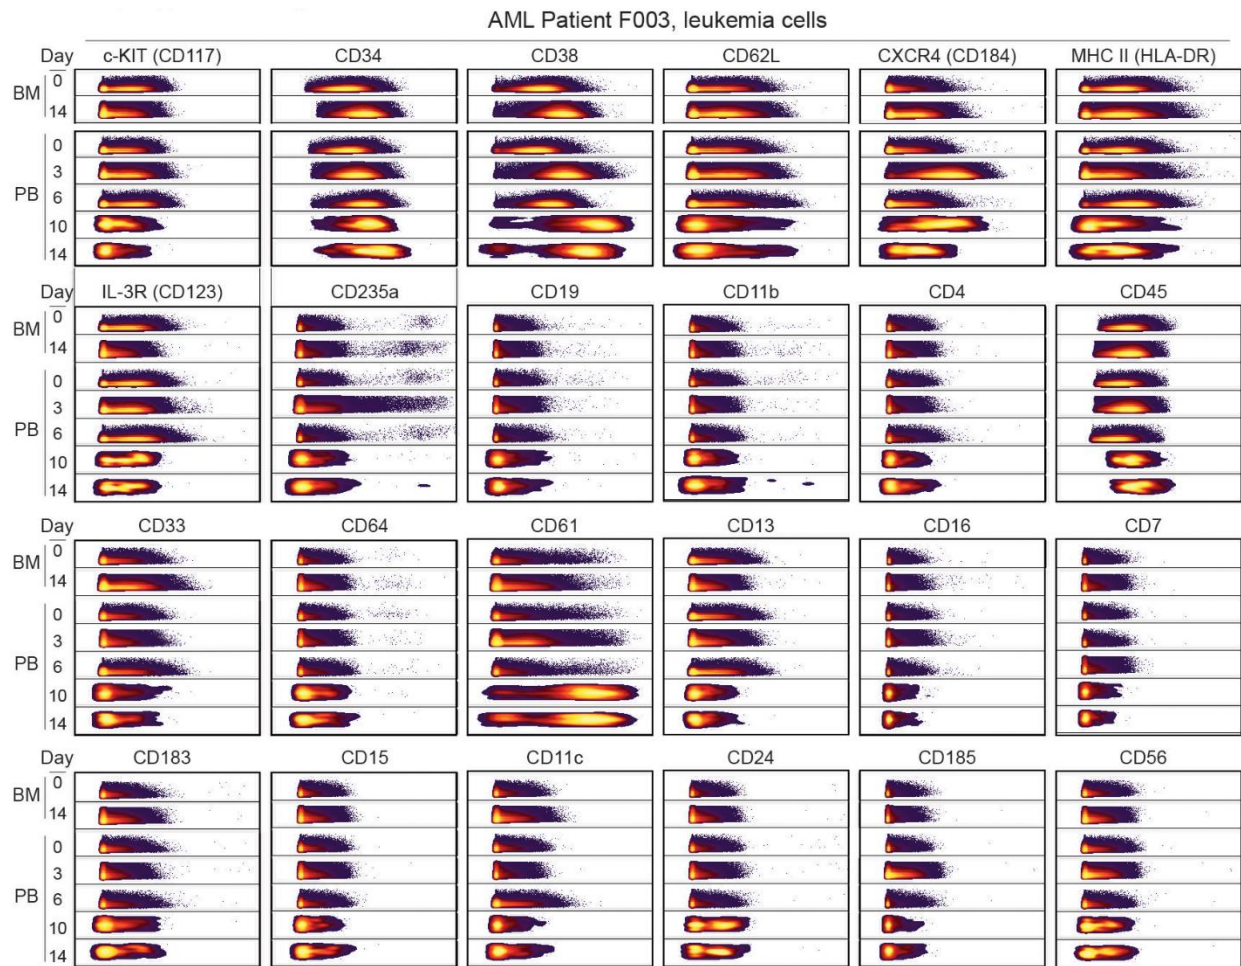 AML Patient F003, leukemia cells
Day c-KIT (CD117) CD34 CD38 CD62L CXCR4 (CD184) MHC II (HLA-DR)
BM 0
14
PB 0
3
6
10
14
Day IL-3R (CD123) CD235a CD19 CD11b CD4 CD45
BM 0
14
PB 0
3
6
10
14
Day CD33 CD64 CD61 CD13 CD16 CD7
BM 0
14
PB 0
3
6
10
14
Day CD183 CD15 CD11c CD24 CD185 CD56
BM 0
14
PB 0
3
6
10
14